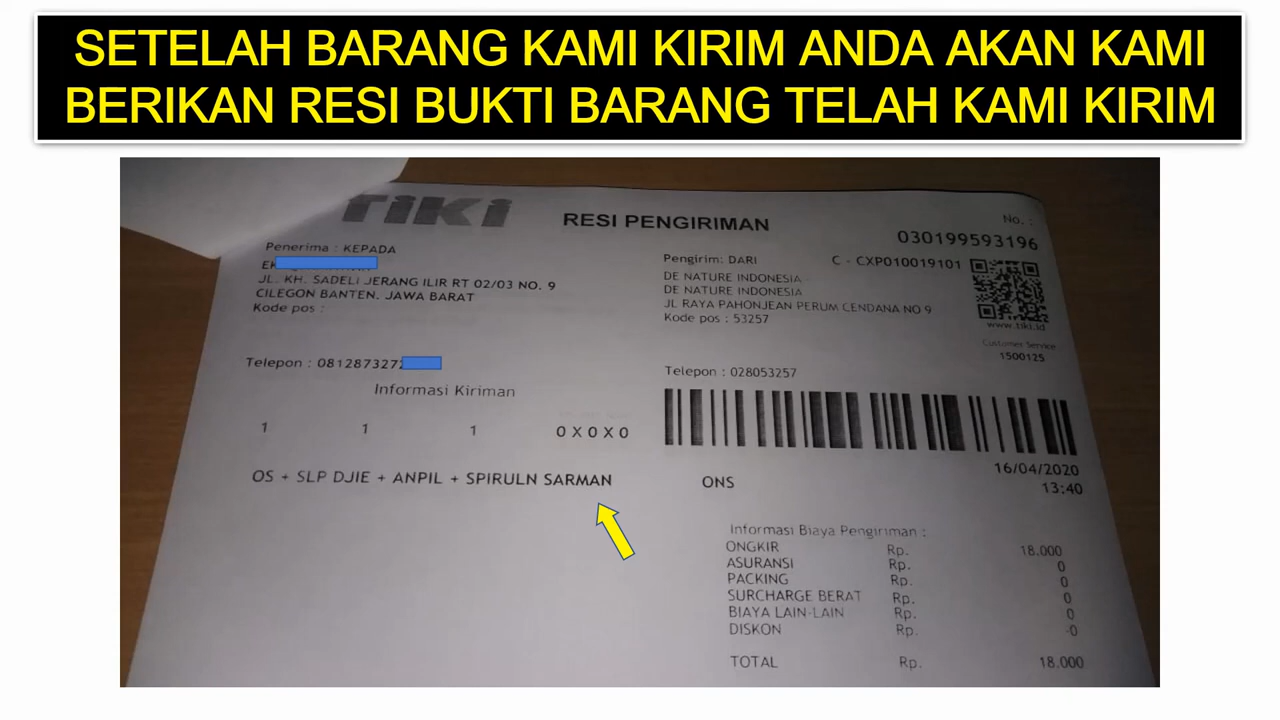 SETELAH BARANG KAMI KIRIM ANDA AKAN KAMI
BERIKAN RESI BUKTI BARANG TELAH KAMI KIRIM
TiKi
RESI PENGIRIMAN
No. :
030199593196
Penerima : KEPADA
JL. KH. SADELI JERANG ILIR RT 02/03 NO. 9
CILEGON BANTEN, JAWA BARAT
Kode pos :
Telepon : 0812873272
Pengirim: DARI
C - CXP010019101
DE NATURE INDONESIA
DE NATURE INDONESIA
JL RAYA PAHONJEAN PERUM CENDANA NO 9
Kode pos : 53257
www.tiki.id
Customer Service
1500125
Telepon : 028053257
Informasi Kiriman
1 1 1 0 X 0 X 0
OS + SLP DJIE + ANPIL + SPIRULN SARMAN
16/04/2020
13:40
ONS
Informasi Biaya Pengiriman :
ONGKIR Rp. 18.000
ASURANSI Rp. 0
PACKING Rp. 0
SURCHARGE BERAT Rp. 0
BIAYA LAIN-LAIN Rp. 0
DISKON Rp. -0
TOTAL Rp. 18.000